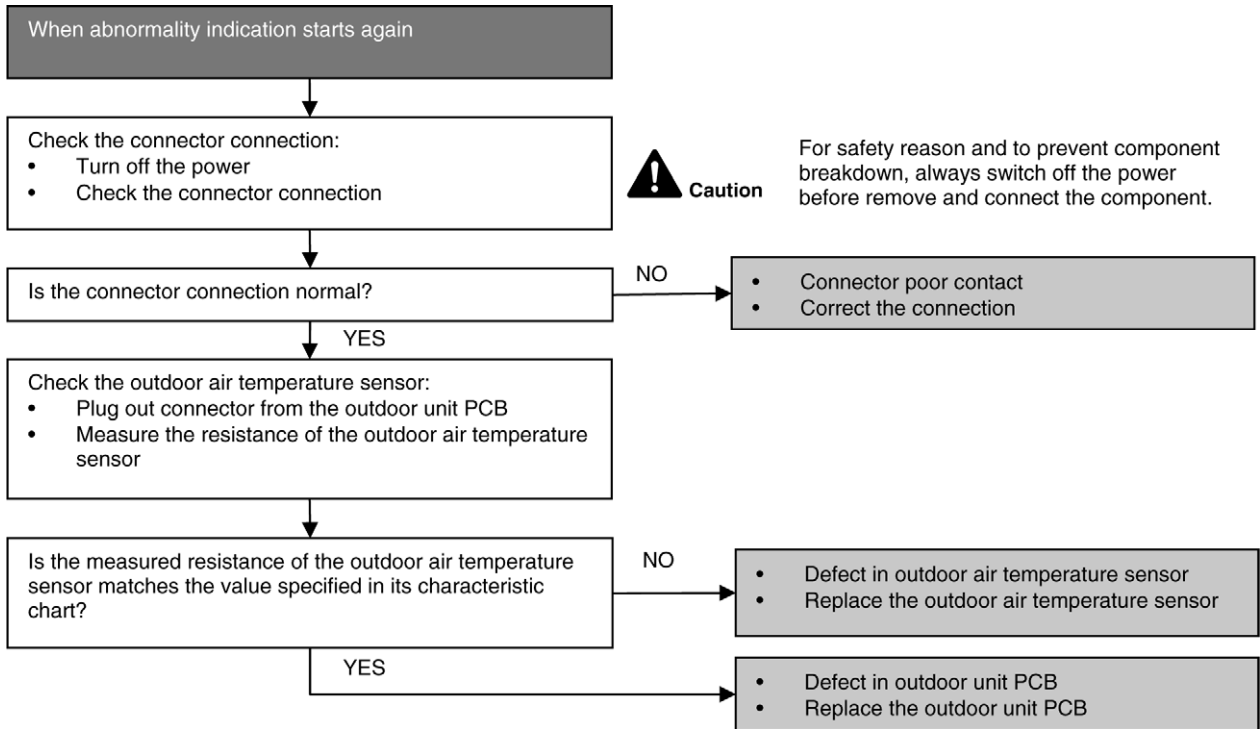 When abnormality indication starts again
Check the connector connection:
• Turn off the power
• Check the connector connection
Caution
For safety reason and to prevent component
breakdown, always switch off the power
before remove and connect the component.
Is the connector connection normal?
NO
• Connector poor contact
• Correct the connection
YES
Check the outdoor air temperature sensor:
• Plug out connector from the outdoor unit PCB
• Measure the resistance of the outdoor air temperature
sensor
Is the measured resistance of the outdoor air temperature
sensor matches the value specified in its characteristic
chart?
NO
• Defect in outdoor air temperature sensor
• Replace the outdoor air temperature sensor
YES
• Defect in outdoor unit PCB
• Replace the outdoor unit PCB